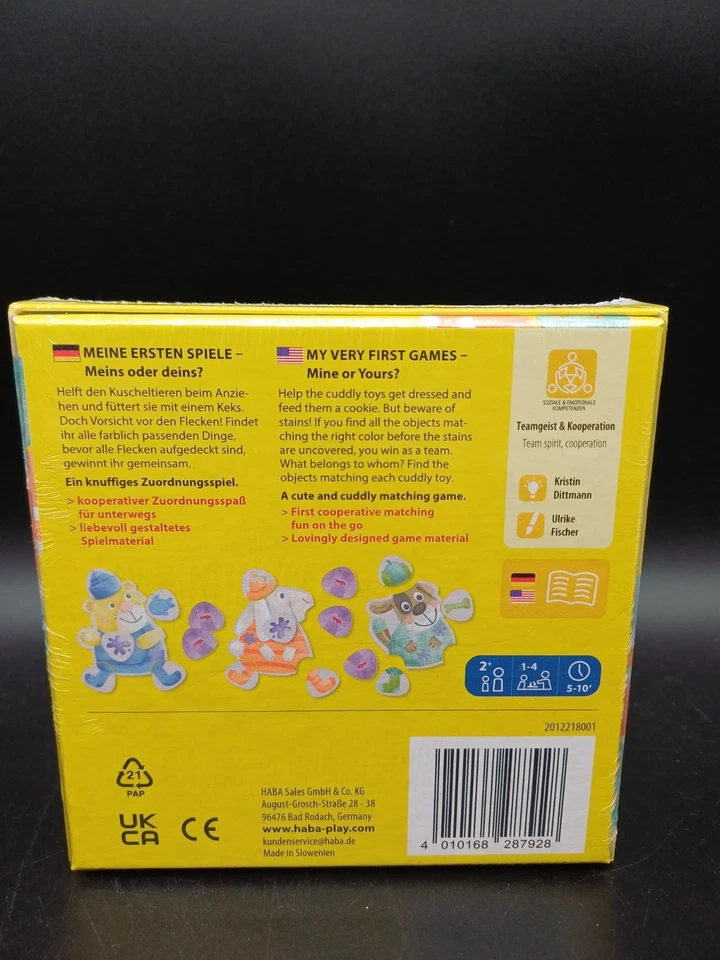 MEINE ERSTEN SPIELE –
Meins oder deins?
Helft den Kuscheltieren beim Anzie-
hen und füttert sie mit einem Keks.
Doch Vorsicht vor den Flecken! Findet
ihr alle farblich passenden Dinge,
bevor alle Flecken aufgedeckt sind,
gewinnt ihr gemeinsam.
Ein knuffiges Zuordnungsspiel.
> kooperativer Zuordnungsspaß
für unterwegs
> liebevoll gestaltetes
Spielmaterial
MY VERY FIRST GAMES –
Mine or Yours?
Help the cuddly toys get dressed and
feed them a cookie. But beware of
stains! If you find all the objects mat-
ching the right color before the stains
are uncovered, you win as a team.
What belongs to whom? Find the
objects matching each cuddly toy.
A cute and cuddly matching game.
> First cooperative matching
fun on the go
> Lovingly designed game material
SOZIALE & EMOTIONALE
KOMPETENZEN
Teamgeist & Kooperation
Team spirit, cooperation
Kristin
Dittmann
Ulrike
Fischer
2+
1-4
5-10'
2012218001
21
PAP
UK
CA
CE
HABA Sales GmbH & Co. KG
August-Grosch-Straße 28 - 38
96476 Bad Rodach, Germany
www.haba-play.com
kundenservice@haba.de
Made in Slowenien
4 010168 287928